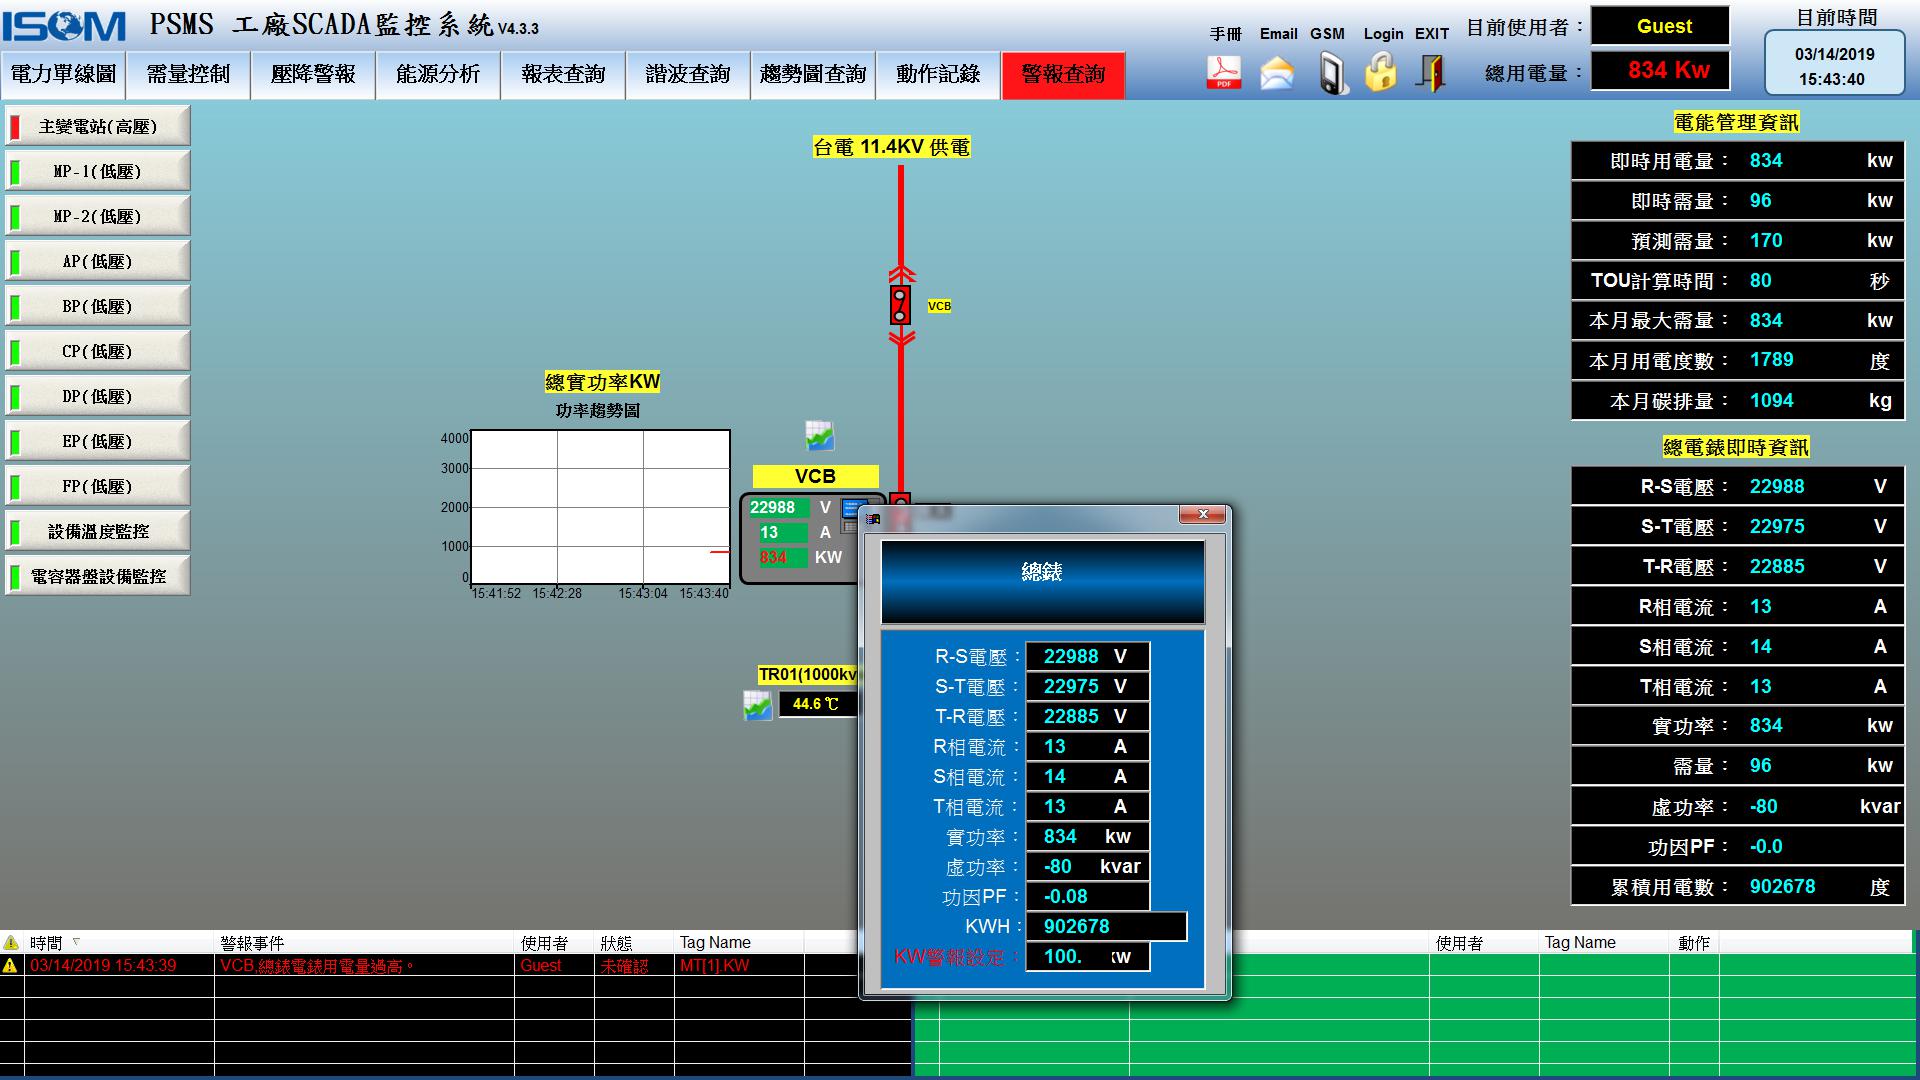 ISOM
PSMS 工廠SCADA監控系統 V4.3.3
手冊 Email GSM Login EXIT
PDF
目前使用者： Guest
總用電量： 834 Kw
目前時間
03/14/2019
15:43:40
電力單線圖 需量控制 壓降警報 能源分析 報表查詢 諧波查詢 趨勢圖查詢 動作記錄 警報查詢
主變電站(高壓)
MP-1(低壓)
MP-2(低壓)
AP(低壓)
BP(低壓)
CP(低壓)
DP(低壓)
EP(低壓)
FP(低壓)
設備溫度監控
電容器盤設備監控
台電 11.4KV 供電
VCB
總實功率KW
功率趨勢圖
4000
3000
2000
1000
0
15:41:52 15:42:28 15:43:04 15:43:40
VCB
22988 V
13 A
834 KW
TR01(1000kv
44.6 ℃
總錶
R-S電壓： 22988 V
S-T電壓： 22975 V
T-R電壓： 22885 V
R相電流： 13 A
S相電流： 14 A
T相電流： 13 A
實功率： 834 kw
虛功率： -80 kvar
功因PF： -0.08
KWH： 902678
KW警報設定： 100. kw
電能管理資訊
即時用電量： 834 kw
即時需量： 96 kw
預測需量： 170 kw
TOU計算時間： 80 秒
本月最大需量： 834 kw
本月用電度數： 1789 度
本月碳排量： 1094 kg
總電錶即時資訊
R-S電壓： 22988 V
S-T電壓： 22975 V
T-R電壓： 22885 V
R相電流： 13 A
S相電流： 14 A
T相電流： 13 A
實功率： 834 kw
需量： 96 kw
虛功率： -80 kvar
功因PF： -0.0
累積用電數： 902678 度
時間 警報事件 使用者 狀態 Tag Name
03/14/2019 15:43:39 VCB,總錶電錶用電量過高。 Guest 未確認 MT[1].KW
使用者 Tag Name 動作